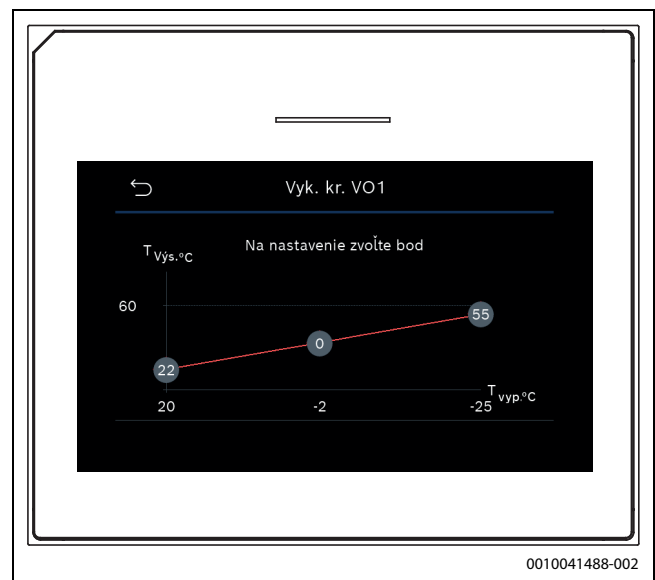 Vyk. kr. VO1
Na nastavenie zvoľte bod
T Výs.°C
60
55
0
22
T vyp.°C
20 -2 -25
0010041488-002